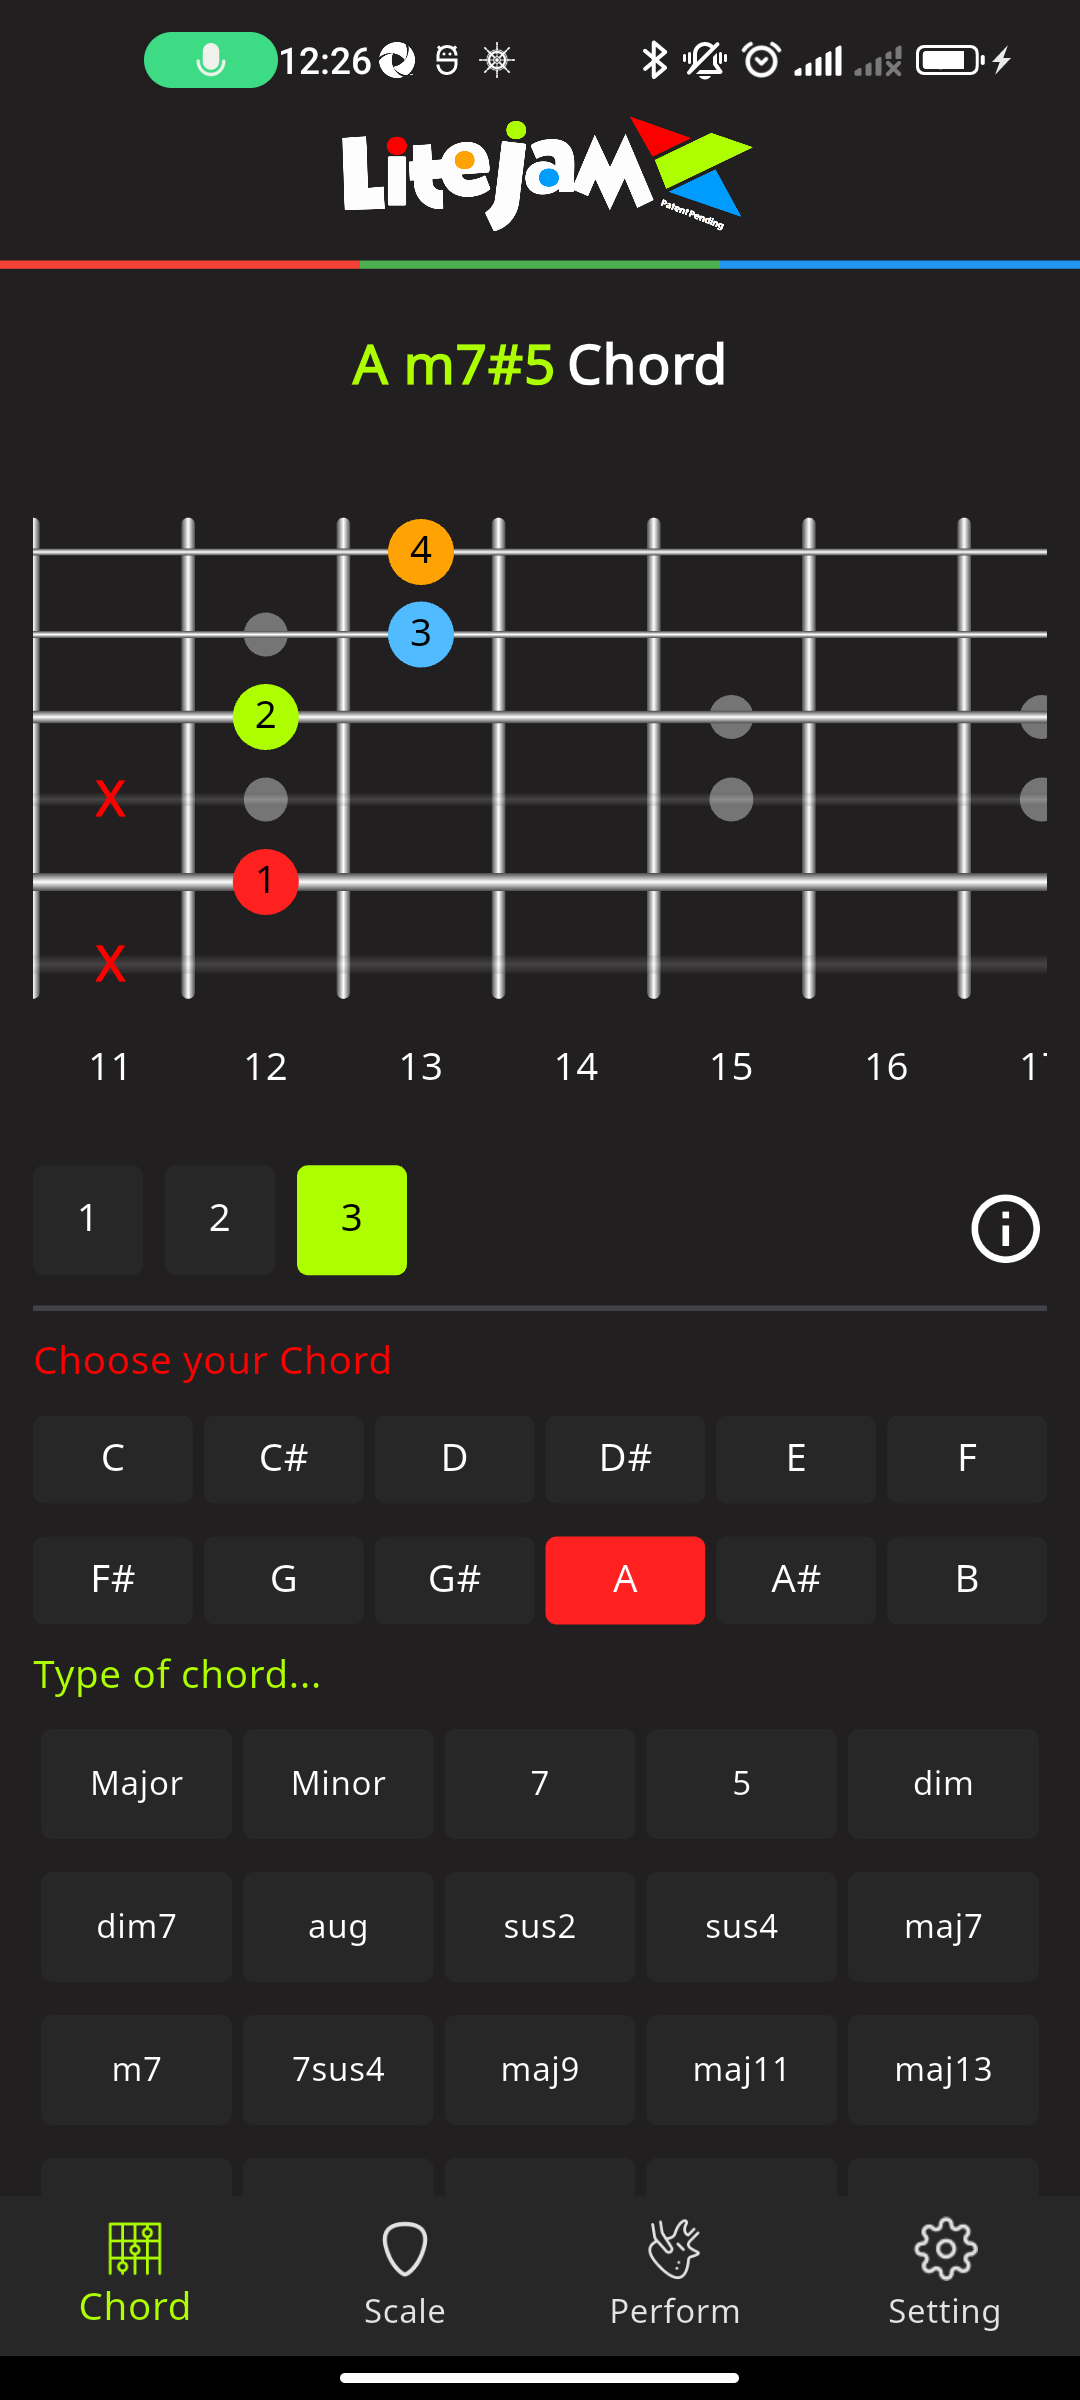 12:26
LiteJam
Patent Pending
A m7#5 Chord
4
3
2
X
1
X
11 12 13 14 15 16
1 2 3
Choose your Chord
C C# D D# E F
F# G G# A A# B
Type of chord...
Major Minor 7 5 dim
dim7 aug sus2 sus4 maj7
m7 7sus4 maj9 maj11 maj13
Chord Scale Perform Setting